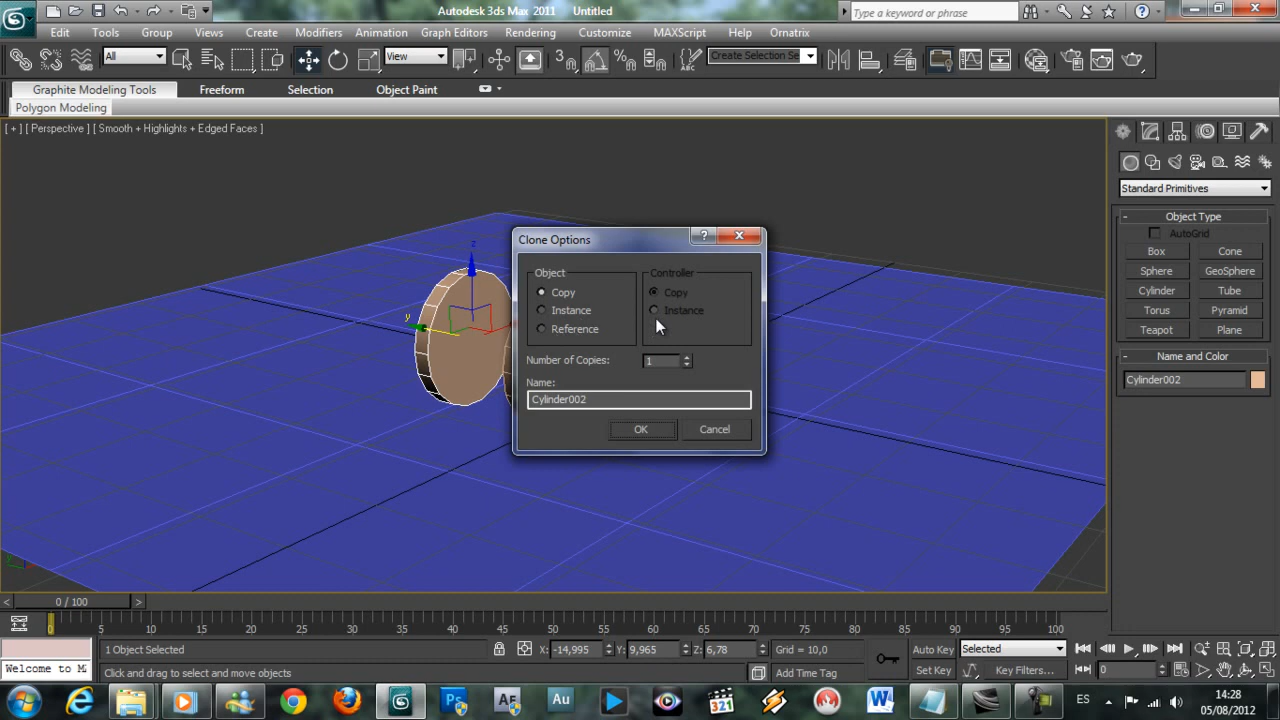 Autodesk 3ds Max 2011 Untitled
Type a keyword or phrase
Edit Tools Group Views Create Modifiers Animation Graph Editors Rendering Customize MAXScript Help Ornatrix
All View Create Selection Se
Graphite Modeling Tools Freeform Selection Object Paint
Polygon Modeling
[ + ] [ Perspective ] [ Smooth + Highlights + Edged Faces ]
Standard Primitives
- Object Type
AutoGrid
Box Cone
Sphere GeoSphere
Cylinder Tube
Torus Pyramid
Teapot Plane
- Name and Color
Cylinder002
z
y
Clone Options
Object Controller
Copy Copy
Instance Instance
Reference
Number of Copies: 1
Name:
Cylinder002
OK Cancel
< 0 / 100 >
0 5 10 15 20 25 30 35 40 45 50 55 60 65 70 75 80 85 90 95 100
1 Object Selected X: -14,995 Y: 9,965 Z: 6,78 Grid = 10,0 Auto Key Selected
Welcome to M Click and drag to select and move objects Add Time Tag Set Key Key Filters... 0
Ps AF Au 321 W ES 14:28
05/08/2012